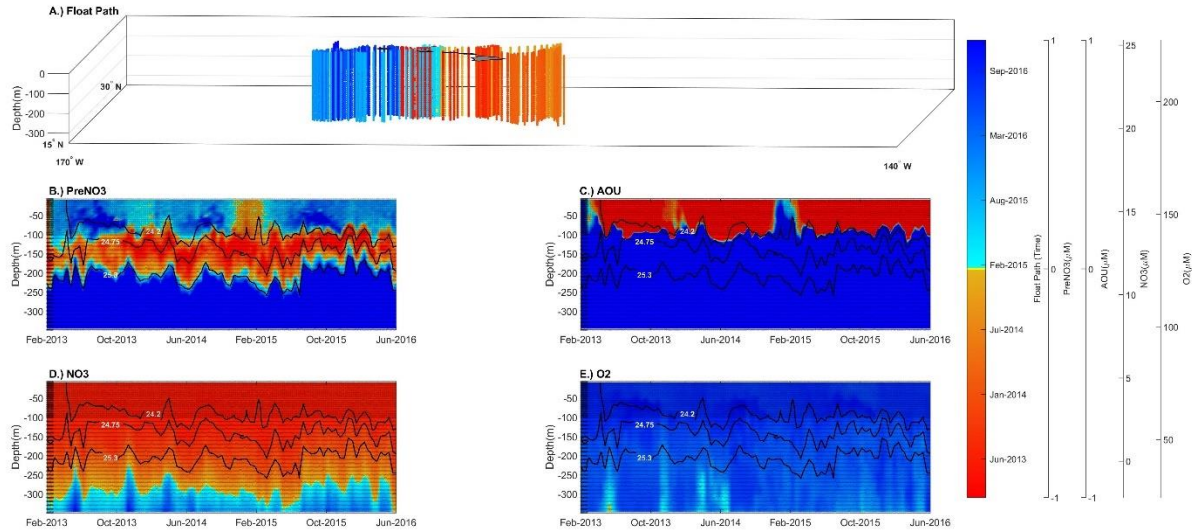 A.) Float Path
Depth(m)
0
-100
-200
-300
30° N
15° N
170° W
140° W
B.) PreNO3
Depth(m)
-50
-100
-150
-200
-250
-300
24.2
24.75
Feb-2013 Oct-2013 Jun-2014 Feb-2015 Oct-2015 Jun-2016
C.) AOU
Depth(m)
-50
-100
-150
-200
-250
-300
24.2
24.75
25.3
Feb-2013 Oct-2013 Jun-2014 Feb-2015 Oct-2015 Jun-2016
D.) NO3
Depth(m)
-50
-100
-150
-200
-250
-300
24.2
24.75
25.3
Feb-2013 Oct-2013 Jun-2014 Feb-2015 Oct-2015 Jun-2016
E.) O2
Depth(m)
-50
-100
-150
-200
-250
-300
24.2
24.75
25.3
Feb-2013 Oct-2013 Jun-2014 Feb-2015 Oct-2015 Jun-2016
Sep-2016
Mar-2016
Aug-2015
Feb-2015
Jul-2014
Jan-2014
Jun-2013
Float Path (Time)
1
0
-1
PreNO3(μM)
1
0
-1
AOU(μM)
25
20
15
10
5
0
NO3(μM)
200
150
100
50
O2(μM)